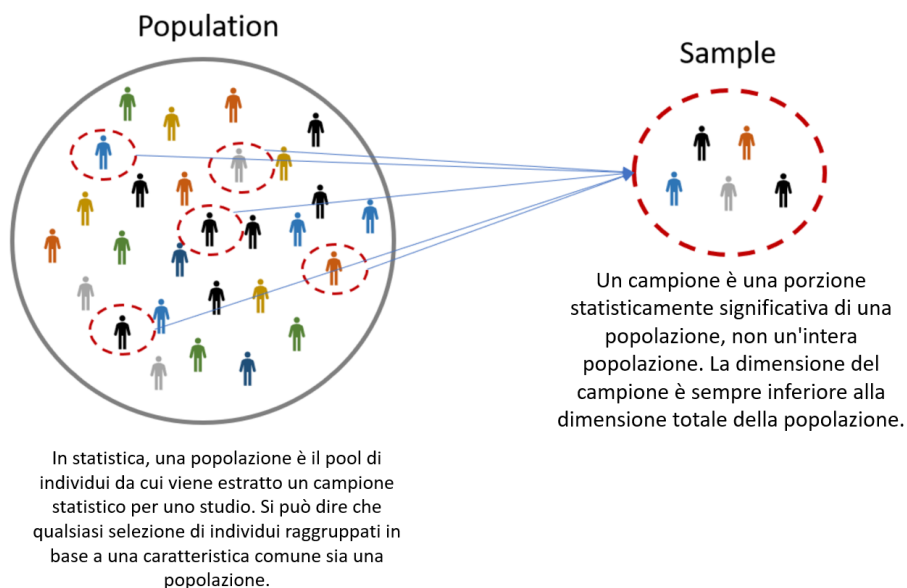 Population
Sample
Un campione è una porzione
statisticamente significativa di una
popolazione, non un'intera
popolazione. La dimensione del
campione è sempre inferiore alla
dimensione totale della popolazione.
In statistica, una popolazione è il pool di
individui da cui viene estratto un campione
statistico per uno studio. Si può dire che
qualsiasi selezione di individui raggruppati in
base a una caratteristica comune sia una
popolazione.